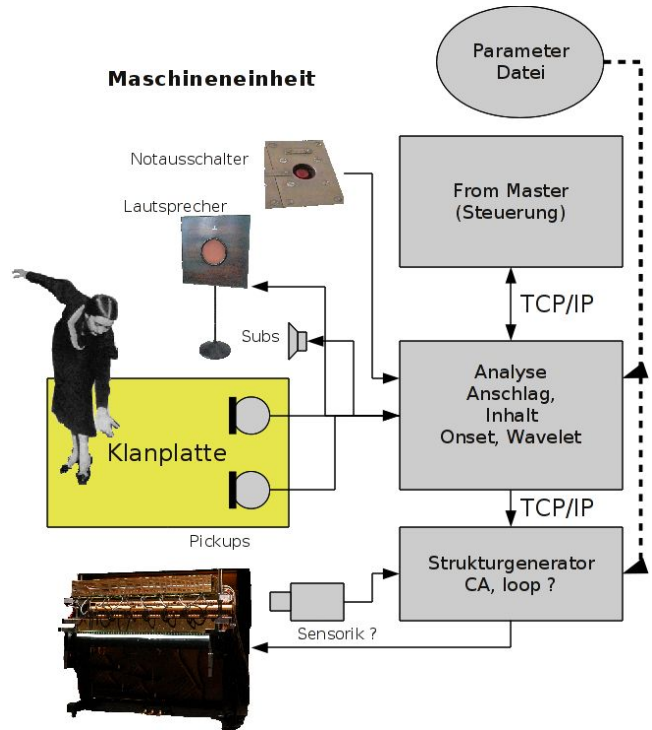 Parameter
Datei
Maschineneinheit
Notausschalter
From Master
(Steuerung)
Lautsprecher
TCP/IP
Subs
Analyse
Anschlag,
Inhalt
Onset, Wavelet
Klanplatte
TCP/IP
Pickups
Strukturgenerator
CA, loop ?
Sensorik ?